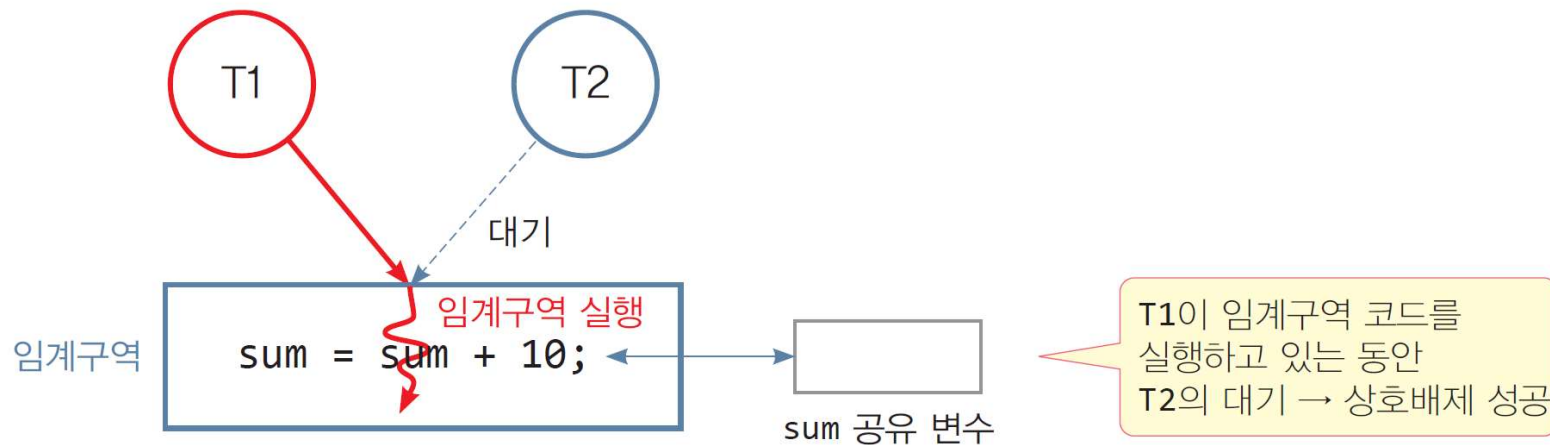 T1
T2
대기
임계구역 실행
임계구역
sum = sum + 10;
sum 공유 변수
T1이 임계구역 코드를
실행하고 있는 동안
T2의 대기 → 상호배제 성공